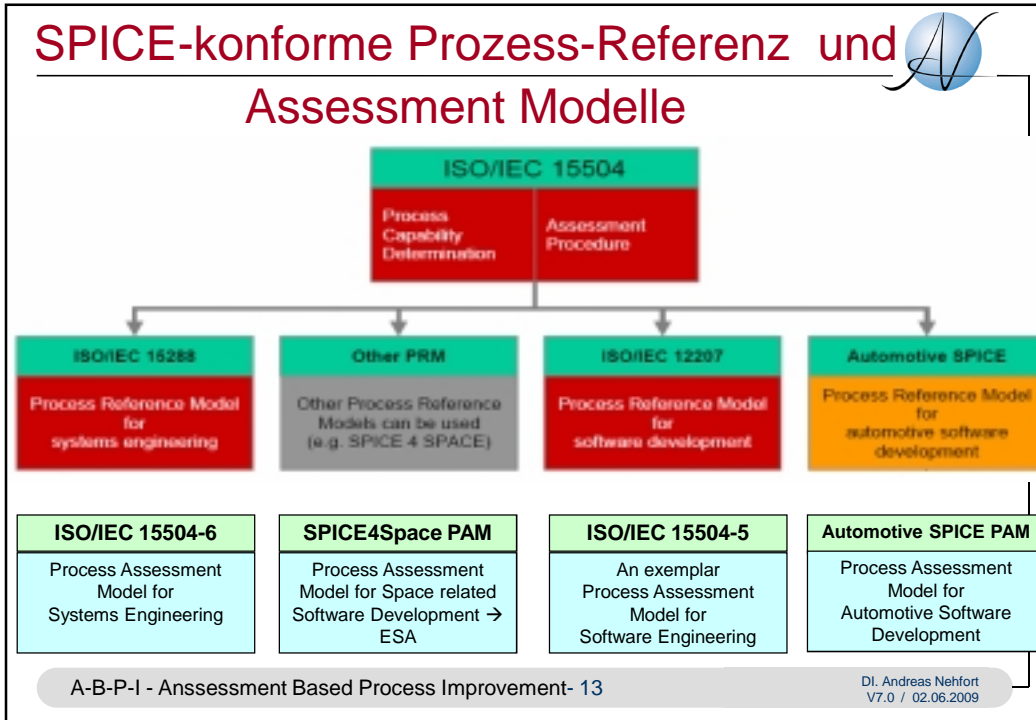 SPICE-konforme Prozess-Referenz und
Assessment Modelle
ISO/IEC 15504
Process
Capability
Determination
Assessment
Procedure
ISO/IEC 15288
Process Reference Model
for
systems engineering
Other PRM
Other Process Reference
Models can be used
(e.g. SPICE 4 SPACE)
ISO/IEC 12207
Process Reference Model
for
software development
Automotive SPICE
Process Reference Model
for
automotive software
development
ISO/IEC 15504-6
Process Assessment
Model for
Systems Engineering
SPICE4Space PAM
Process Assessment
Model for Space related
Software Development →
ESA
ISO/IEC 15504-5
An exemplar
Process Assessment
Model for
Software Engineering
Automotive SPICE PAM
Process Assessment
Model for
Automotive Software
Development
A-B-P-I - Anssessment Based Process Improvement- 13
DI. Andreas Nehfort
V7.0 / 02.06.2009